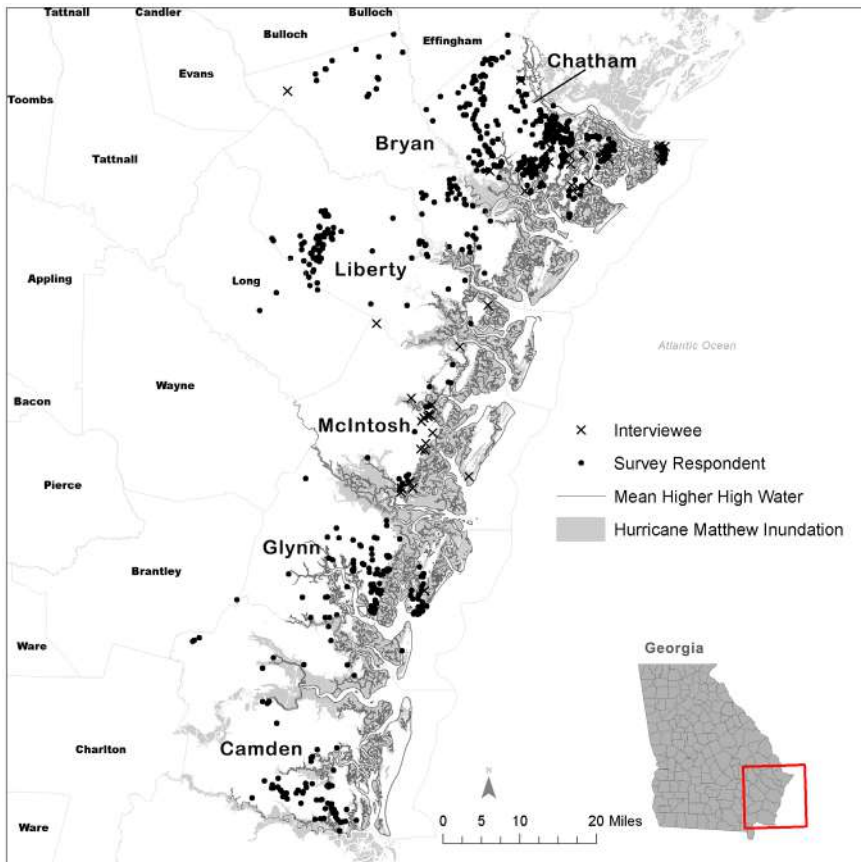 Tattnall
Candler
Bulloch
Bulloch
Effingham
Chatham
Evans
Toombs
Bryan
Tattnall
Appling
Long
Liberty
Atlantic Ocean
Wayne
Bacon
McIntosh
Interviewee
Survey Respondent
Mean Higher High Water
Hurricane Matthew Inundation
Pierce
Glynn
Brantley
Ware
Georgia
Charlton
Camden
N
Ware
0 5 10 20 Miles